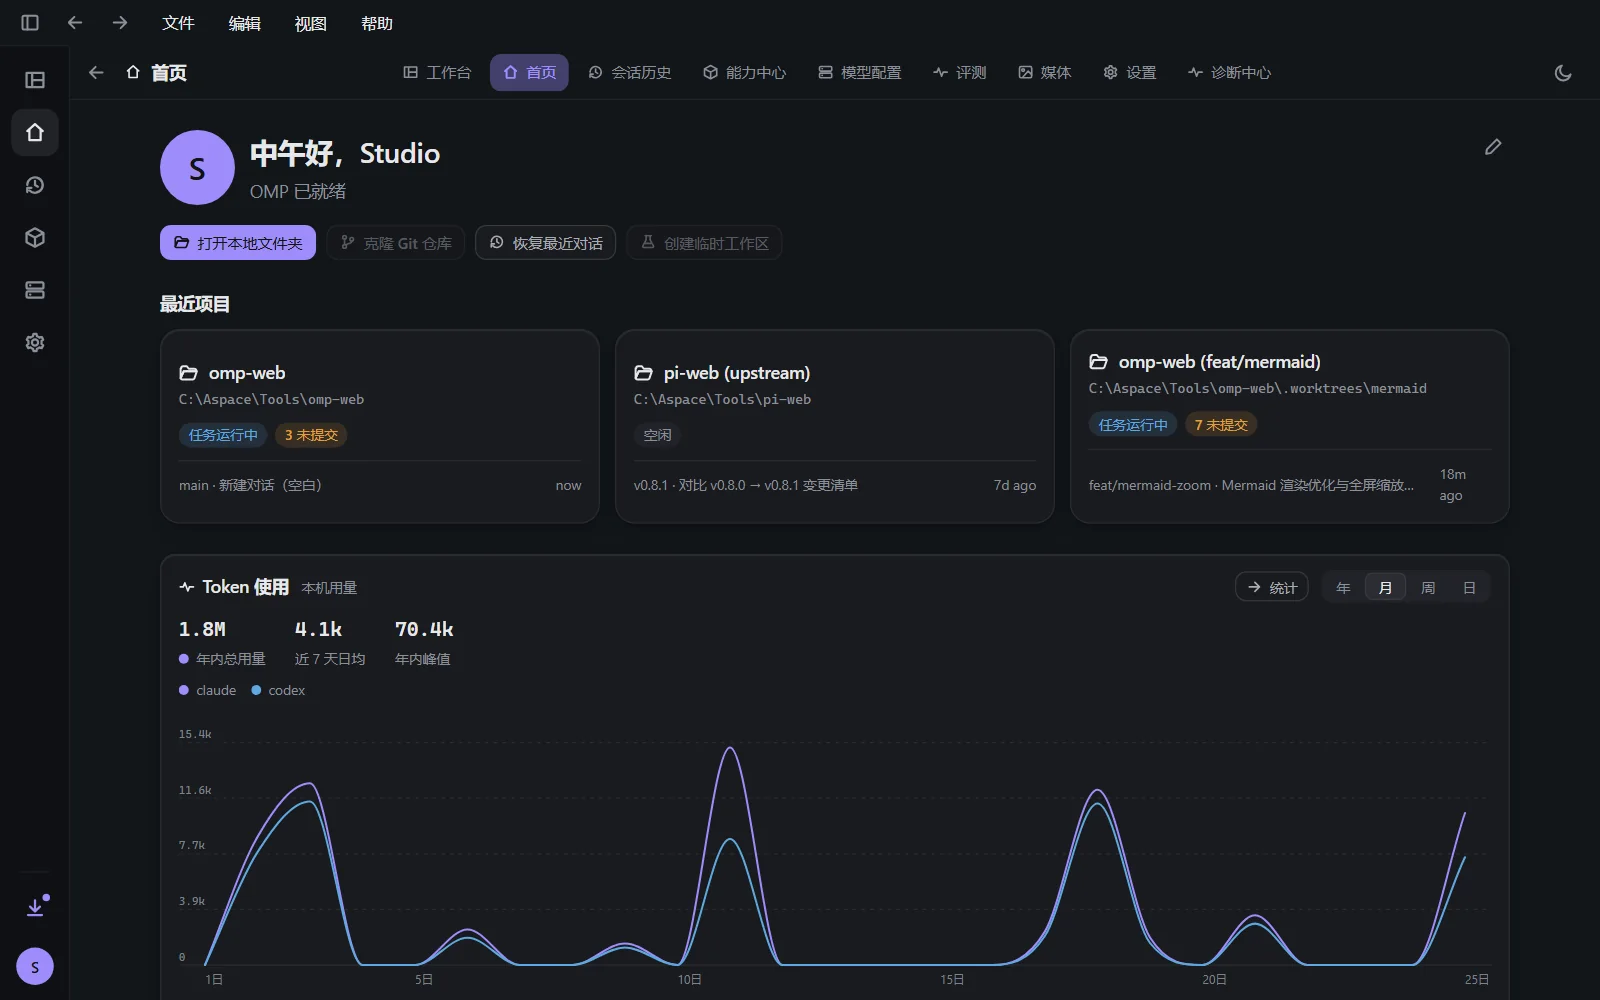 文件 编辑 视图 帮助
首页
工作台 首页 会话历史 能力中心 模型配置 评测 媒体 设置 诊断中心
S
中午好，Studio
OMP 已就绪
打开本地文件夹 克隆 Git 仓库 恢复最近对话 创建临时工作区
最近项目
omp-web
C:\Aspace\Tools\omp-web
任务运行中 3 未提交
main · 新建对话（空白） now
pi-web (upstream)
C:\Aspace\Tools\pi-web
空闲
v0.8.1 · 对比 v0.8.0 → v0.8.1 变更清单 7d ago
omp-web (feat/mermaid)
C:\Aspace\Tools\omp-web\.worktrees\mermaid
任务运行中 7 未提交
feat/mermaid-zoom · Mermaid 渲染优化与全屏缩放... 18m ago
Token 使用 本机用量
统计 年 月 周 日
1.8M 4.1k 70.4k
年内总用量 近 7 天日均 年内峰值
claude codex
15.4k
11.6k
7.7k
3.9k
0
1日 5日 10日 15日 20日 25日
S